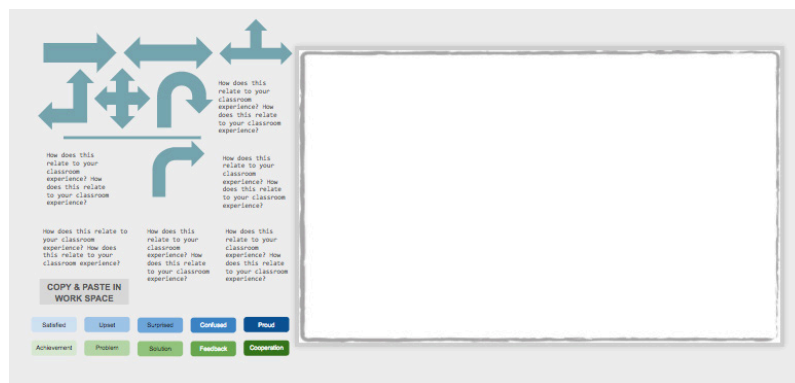 How does this
relate to your
classroom
experience? How
does this relate
to your classroom
experience?
How does this
relate to your
classroom
experience? How
does this relate
to your classroom
experience?
How does this
relate to your
classroom
experience? How
does this relate
to your classroom
experience?
How does this relate to
your classroom
experience? How does
this relate to your
classroom experience?
How does this
relate to your
classroom
experience? How
does this relate
to your classroom
experience?
How does this
relate to your
classroom
experience? How
does this relate
to your classroom
experience?
COPY & PASTE IN
WORK SPACE
Satisfied Upset Surprised Confused Proud
Achievement Problem Solution Feedback Cooperation